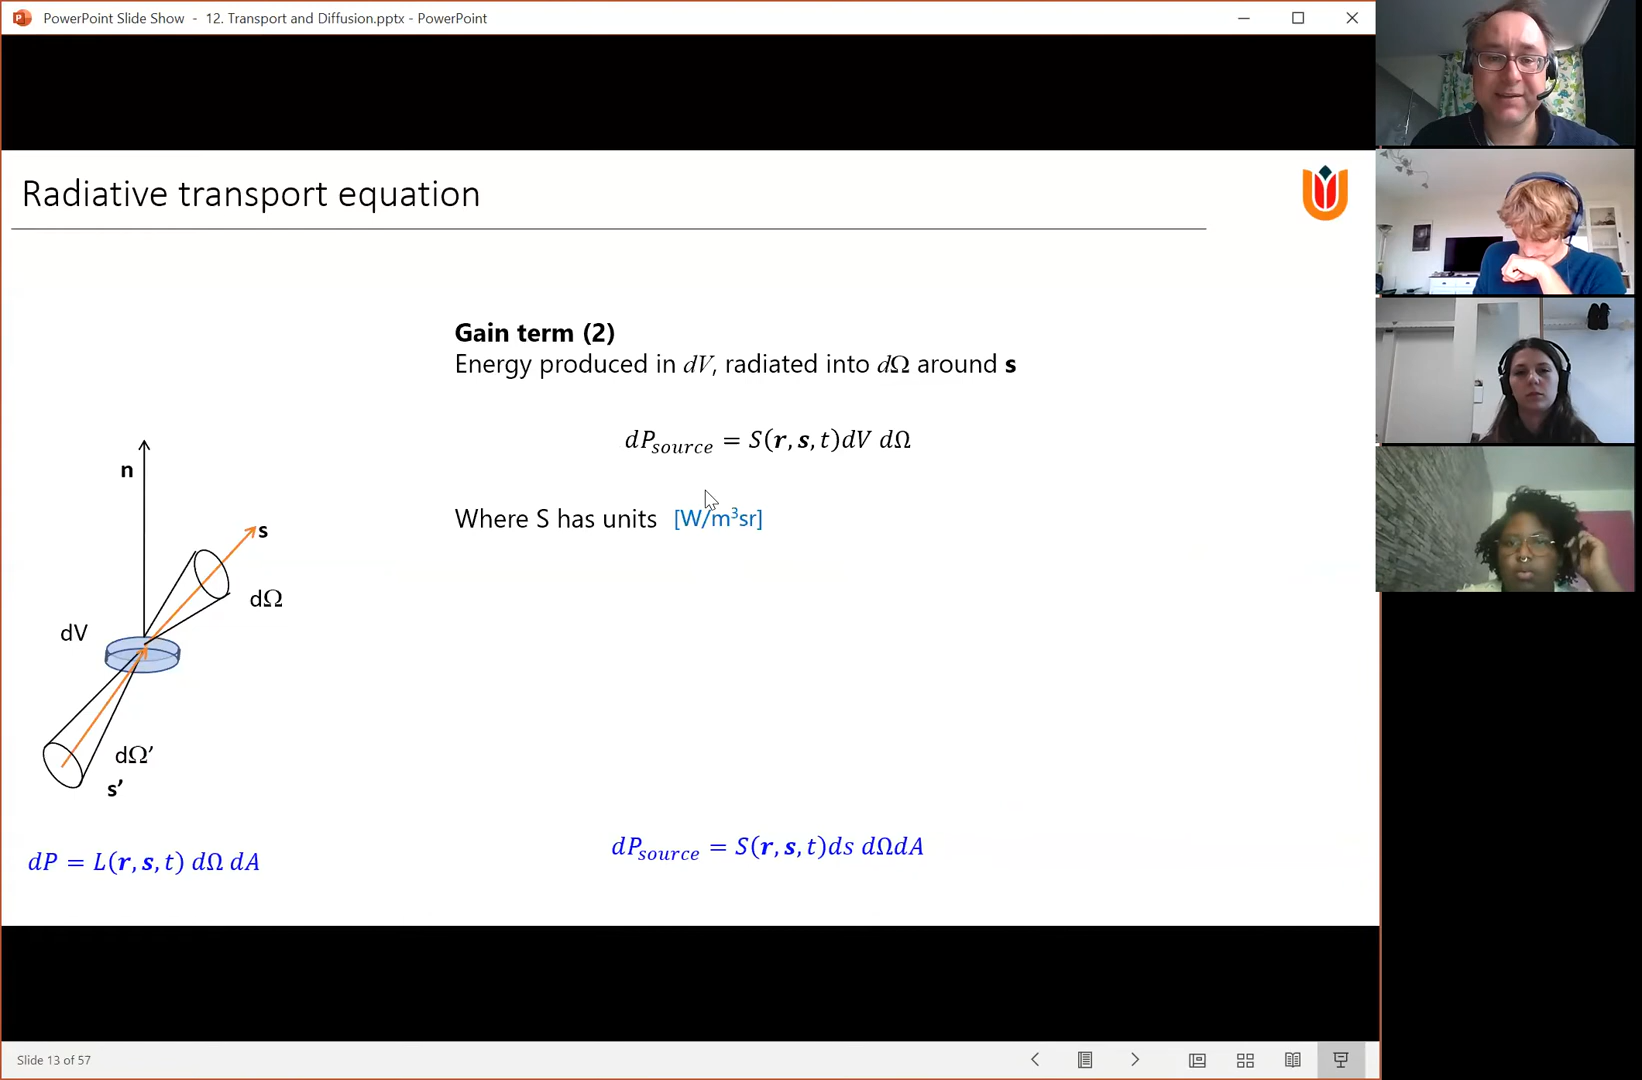 PowerPoint Slide Show - 12. Transport and Diffusion.pptx - PowerPoint
Radiative transport equation
Gain term (2)
Energy produced in dV, radiated into dΩ around s
dP_source = S(r, s, t)dV dΩ
Where S has units [W/m³sr]
n
s
dΩ
dV
dΩ′
s′
dP = L(r, s, t) dΩ dA
dP_source = S(r, s, t)ds dΩdA
Slide 13 of 57